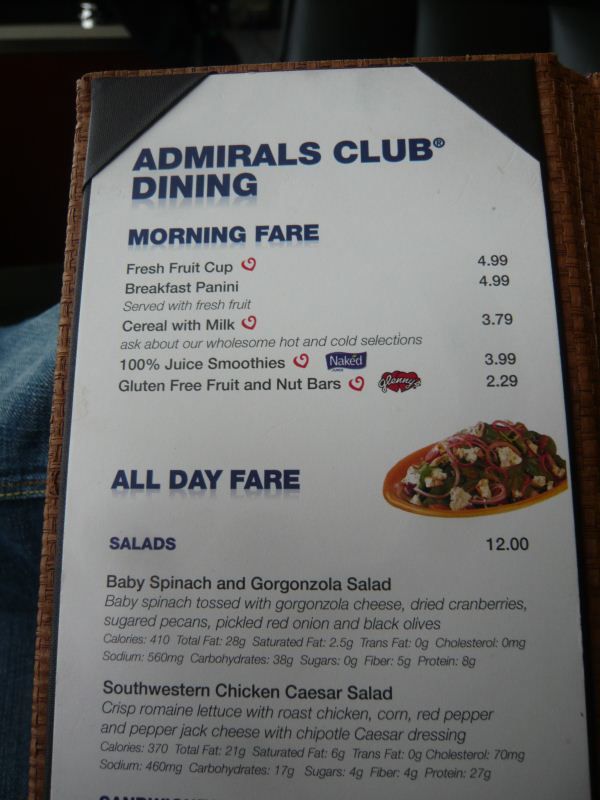 ADMIRALS CLUB®
DINING
MORNING FARE
Fresh Fruit Cup 4.99
Breakfast Panini 4.99
Served with fresh fruit
Cereal with Milk 3.79
ask about our wholesome hot and cold selections
100% Juice Smoothies Naked JUICE 3.99
Gluten Free Fruit and Nut Bars Glenny's 2.29
ALL DAY FARE
SALADS 12.00
Baby Spinach and Gorgonzola Salad
Baby spinach tossed with gorgonzola cheese, dried cranberries,
sugared pecans, pickled red onion and black olives
Calories: 410 Total Fat: 28g Saturated Fat: 2.5g Trans Fat: 0g Cholesterol: 0mg
Sodium: 560mg Carbohydrates: 38g Sugars: 0g Fiber: 5g Protein: 8g
Southwestern Chicken Caesar Salad
Crisp romaine lettuce with roast chicken, corn, red pepper
and pepper jack cheese with chipotle Caesar dressing
Calories: 370 Total Fat: 21g Saturated Fat: 6g Trans Fat: 0g Cholesterol: 70mg
Sodium: 460mg Carbohydrates: 17g Sugars: 4g Fiber: 4g Protein: 27g